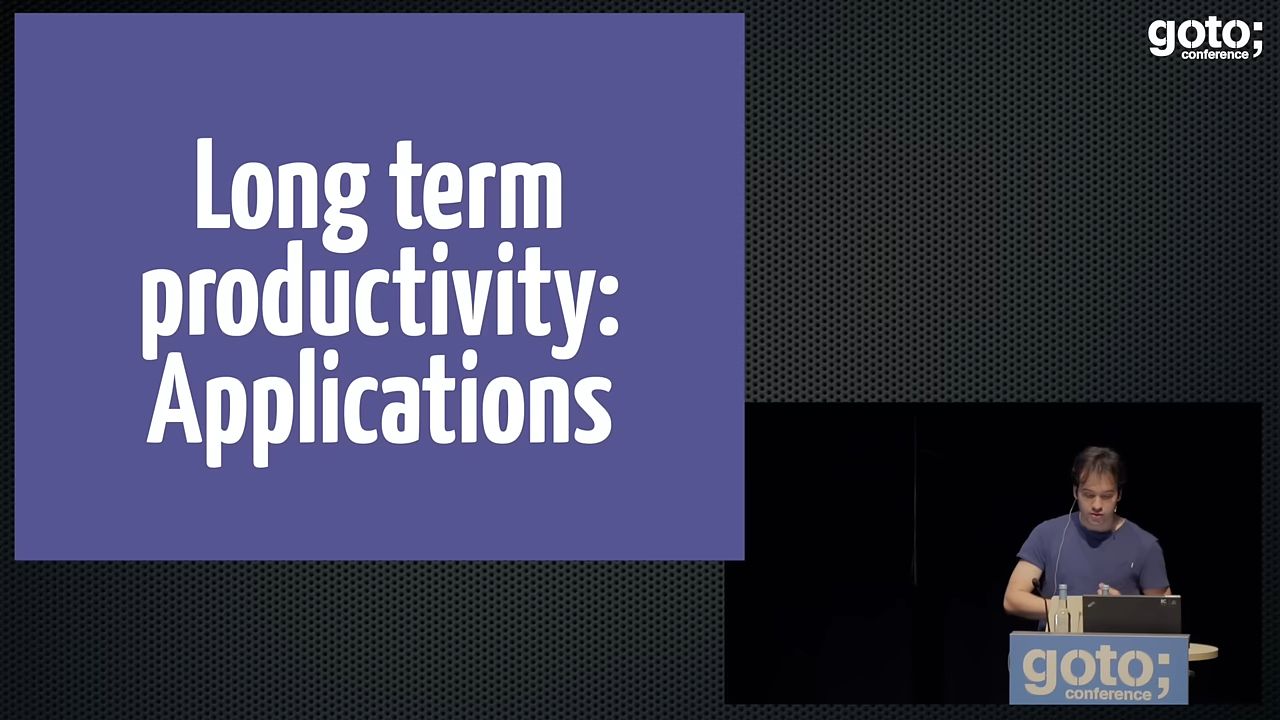 Long term
productivity:
Applications
goto;
conference
goto;
conference